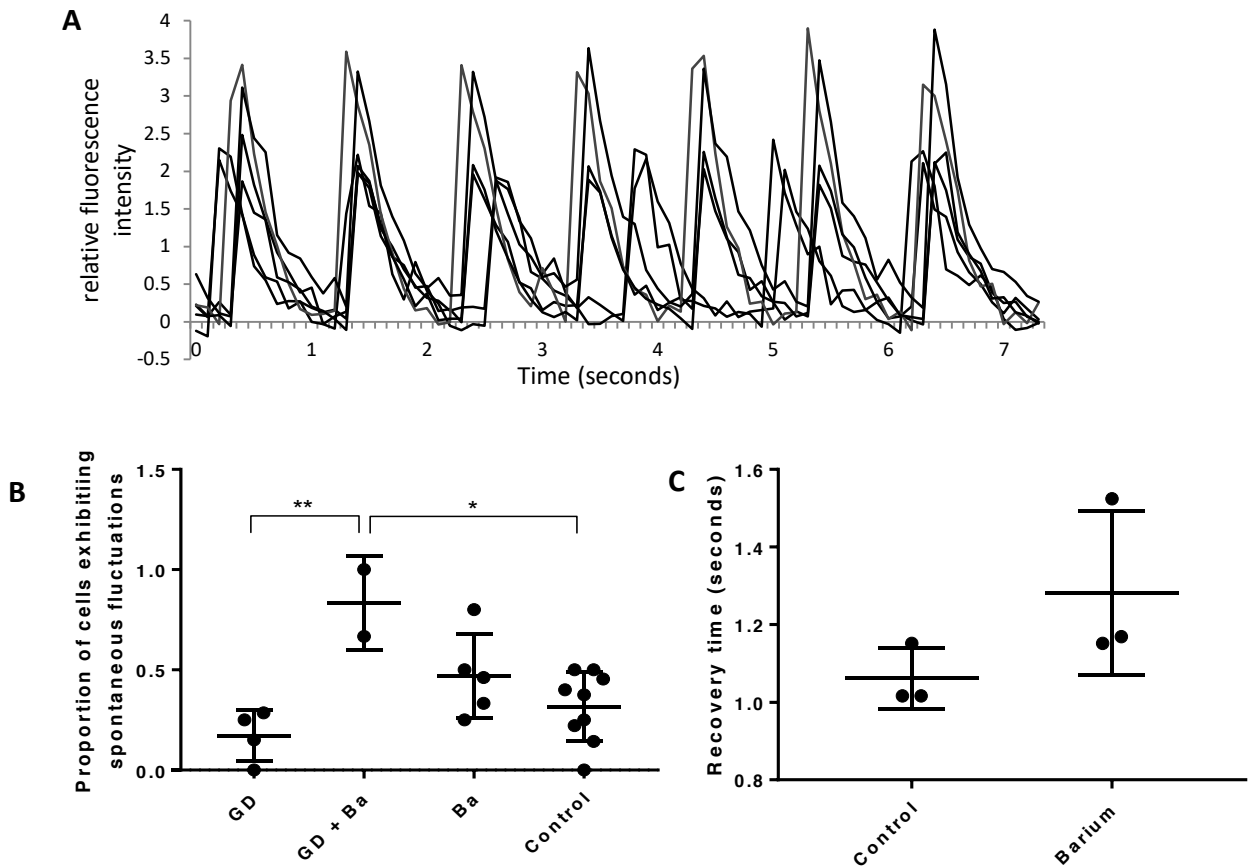 A
4
3.5
3
2.5
2
1.5
1
0.5
0
-0.5
relative fluorescence
intensity
0 1 2 3 4 5 6 7
Time (seconds)
B
Proportion of cells exhibitiing
spontaneous fluctuations
1.5
1.0
0.5
0.0
**
*
GD
GD + Ba
Ba
Control
C
Recovery time (seconds)
1.6
1.4
1.2
1.0
0.8
Control
Barium